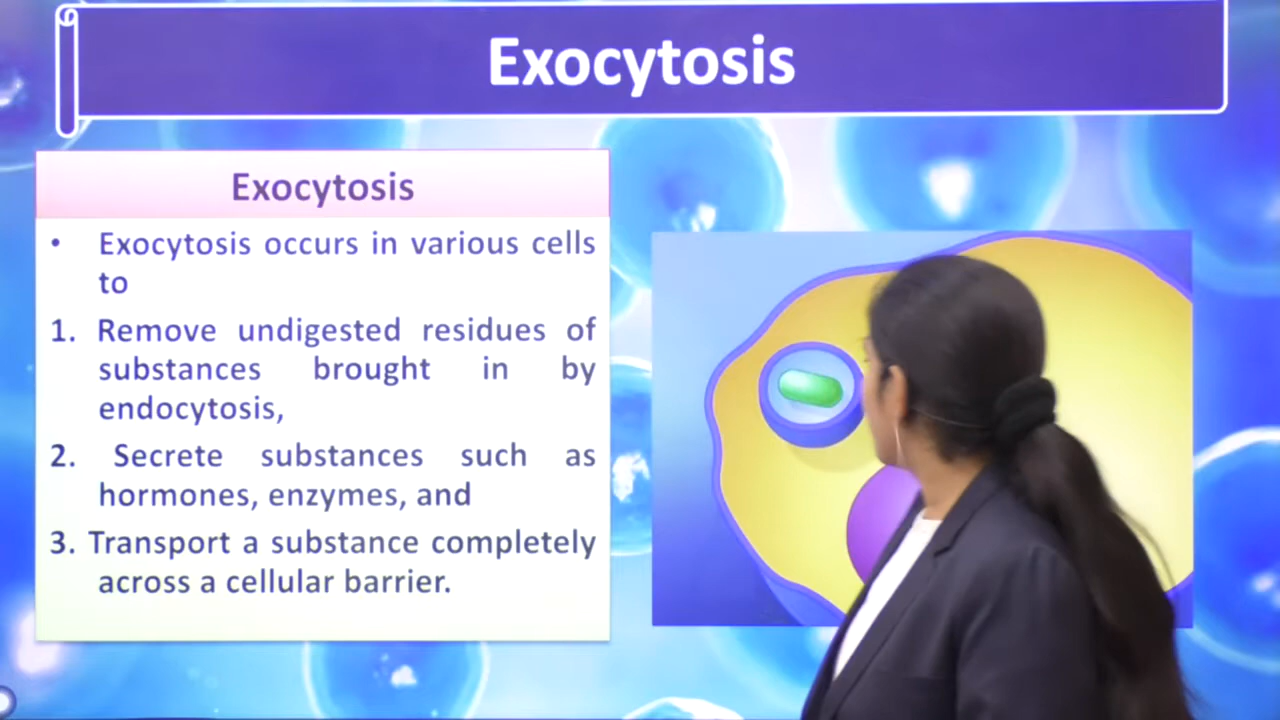 Exocytosis
Exocytosis
• Exocytosis occurs in various cells
to
1. Remove undigested residues of
substances brought in by
endocytosis,
2. Secrete substances such as
hormones, enzymes, and
3. Transport a substance completely
across a cellular barrier.